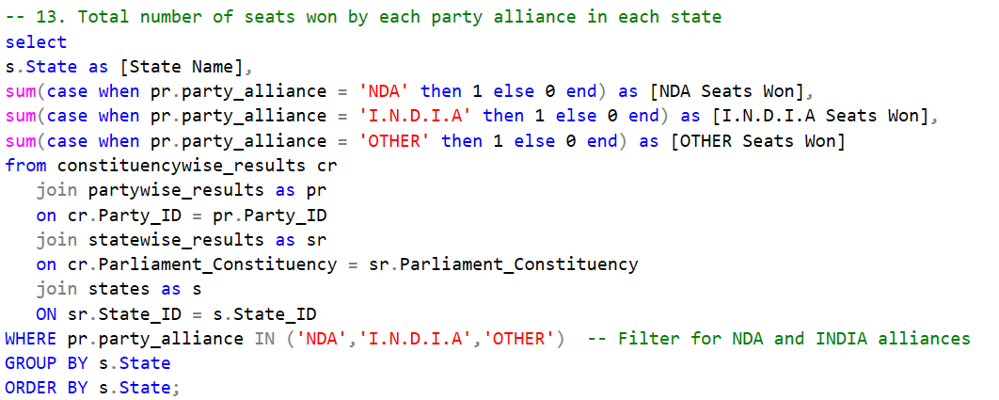 -- 13. Total number of seats won by each party alliance in each state
select
s.State as [State Name],
sum(case when pr.party_alliance = 'NDA' then 1 else 0 end) as [NDA Seats Won],
sum(case when pr.party_alliance = 'I.N.D.I.A' then 1 else 0 end) as [I.N.D.I.A Seats Won],
sum(case when pr.party_alliance = 'OTHER' then 1 else 0 end) as [OTHER Seats Won]
from constituencywise_results cr
   join partywise_results as pr
   on cr.Party_ID = pr.Party_ID
   join statewise_results as sr
   on cr.Parliament_Constituency = sr.Parliament_Constituency
   join states as s
   ON sr.State_ID = s.State_ID
WHERE pr.party_alliance IN ('NDA','I.N.D.I.A','OTHER')  -- Filter for NDA and INDIA alliances
GROUP BY s.State
ORDER BY s.State;